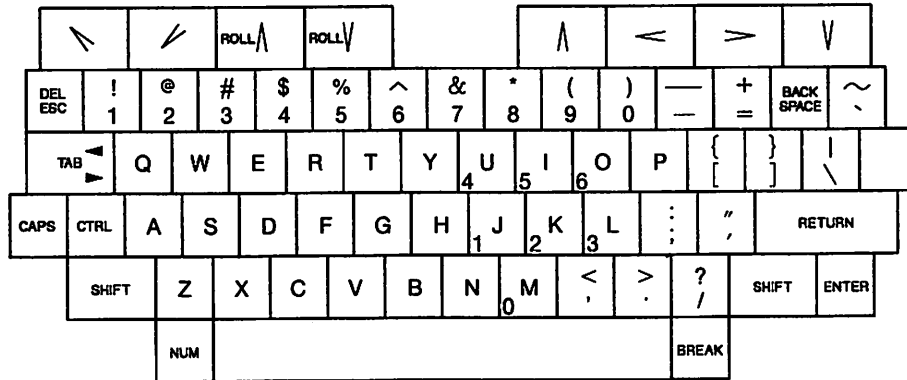 ROLL ROLL
DEL ! @ # $ % ^ & * ( ) — + BACK ~
ESC 1 2 3 4 5 6 7 8 9 0 — = SPACE `
TAB Q W E R T Y 4 U 5 I 6 O P { [ } ] | \
CAPS CTRL A S D F G H 1 J 2 K 3 L : ; " ' RETURN
SHIFT Z X C V B N 0 M < , > . ? / SHIFT ENTER
NUM BREAK